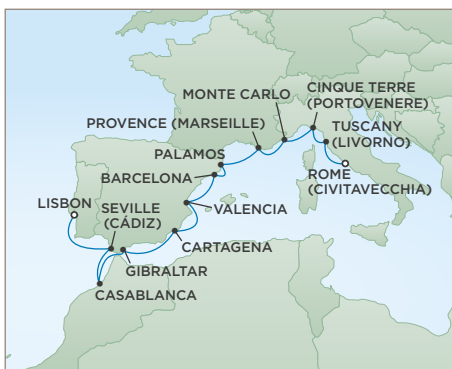 MONTE CARLO
CINQUE TERRE
(PORTOVENERE)
PROVENCE (MARSEILLE)
TUSCANY
(LIVORNO)
PALAMOS
BARCELONA
ROME
(CIVITAVECCHIA)
LISBON
SEVILLE
(CÁDIZ)
VALENCIA
CARTAGENA
GIBRALTAR
CASABLANCA